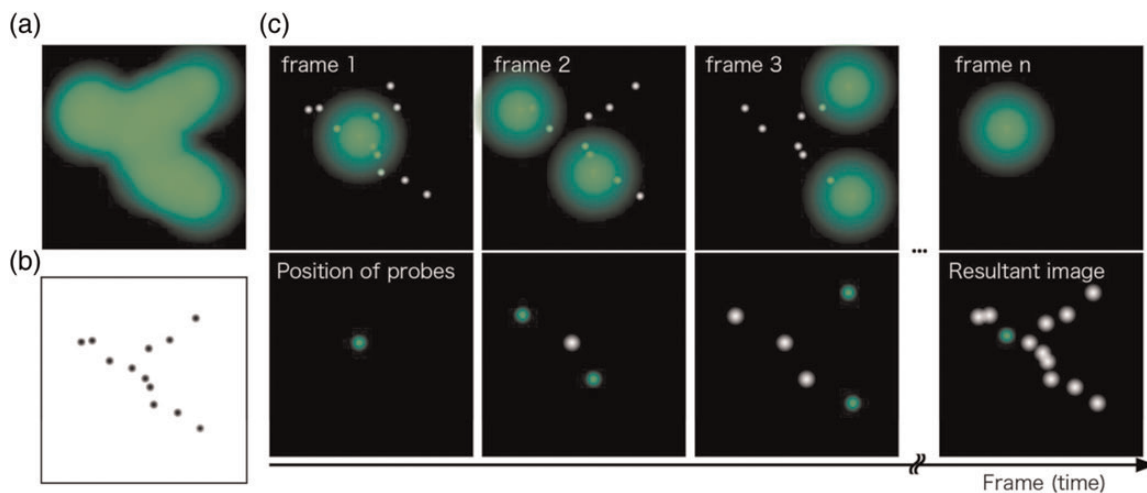 (a)
(c)
frame 1
frame 2
frame 3
frame n
(b)
Position of probes
...
Resultant image
Frame (time)